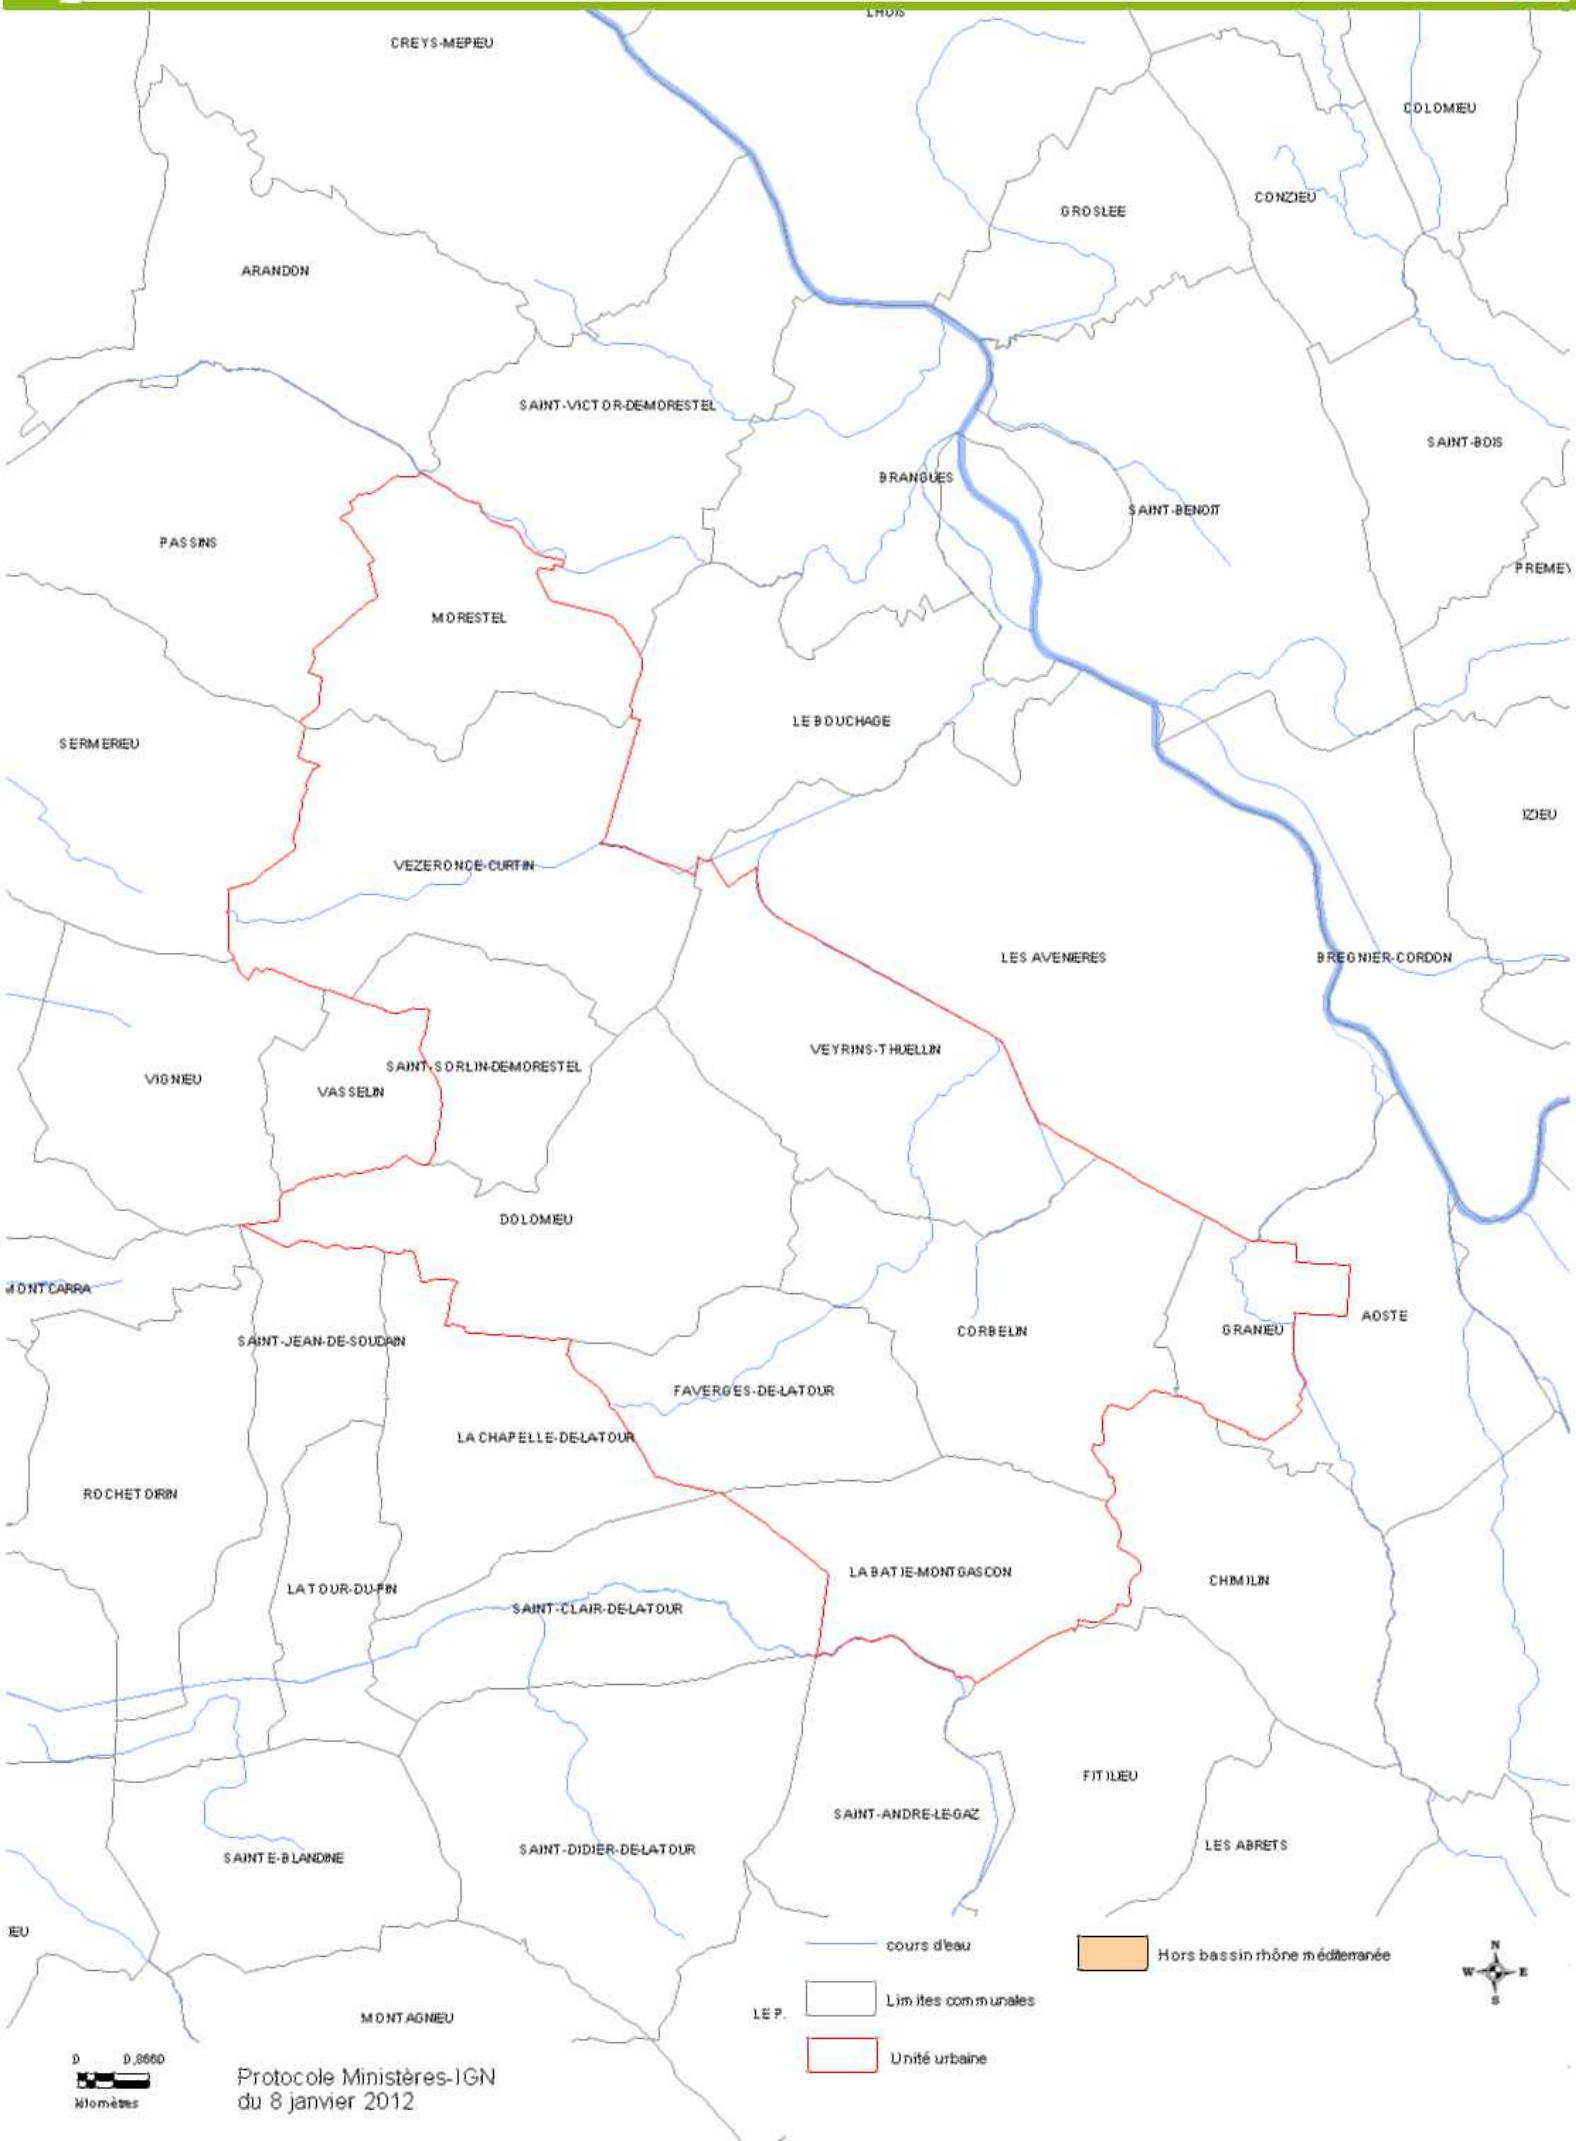 LHUIS
CREYS-MEPIEU
COLOMIEU
CONZIEU
GROSLEE
ARANDON
SAINT-VICTOR-DE-MORESTEL
SAINT-BOIS
BRANGUES
SAINT-BENOIT
PASSINS
PREMEY
MORESTEL
LE BOUCHAGE
SERMERIEU
IZIEU
VEZERONCE-CURTIN
LES AVENIERES
BREGNIER-CORDON
VEYRINS-THUELLIN
SAINT-SORLIN-DE-MORESTEL
VIGNIEU
VASSELIN
DOLOMIEU
MONTCARRA
AOSTE
CORBELIN
GRANIEU
SAINT-JEAN-DE-SOUDAIN
FAVERGES-DE-LA-TOUR
LA CHAPELLE-DE-LA-TOUR
ROCHETOIRIN
LA BATIE-MONTGASCON
CHIMILIN
LA TOUR-DU-PIN
SAINT-CLAIR-DE-LA-TOUR
FITILIEU
SAINT-ANDRE-LE-GAZ
LES ABRETS
SAINT-DIDIER-DE-LA-TOUR
SAINTE-BLANDINE
IEU
cours d'eau
Hors bassin rhône méditerranée
N
W E
S
Limites communales
LE P.
MONTAGNIEU
Unité urbaine
0 0,8660
kilomètres
Protocole Ministères-IGN
du 8 janvier 2012